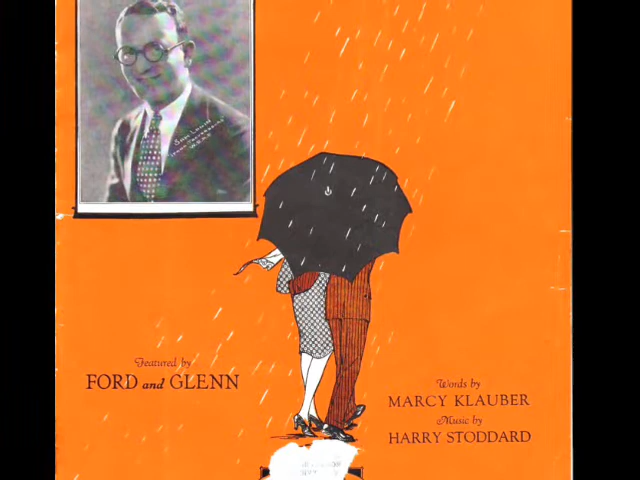 Featured by
FORD and GLENN
Words by
MARCY KLAUBER
Music by
HARRY STODDARD